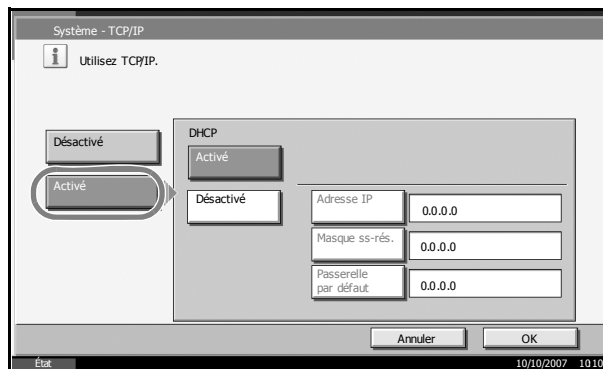 Système - TCP/IP
i
Utilisez TCP/IP.
Désactivé
Activé
DHCP
Activé
Désactivé
Adresse IP
0.0.0.0
Masque ss-rés.
0.0.0.0
Passerelle
par défaut
0.0.0.0
Annuler
OK
État
10/10/2007 10:10